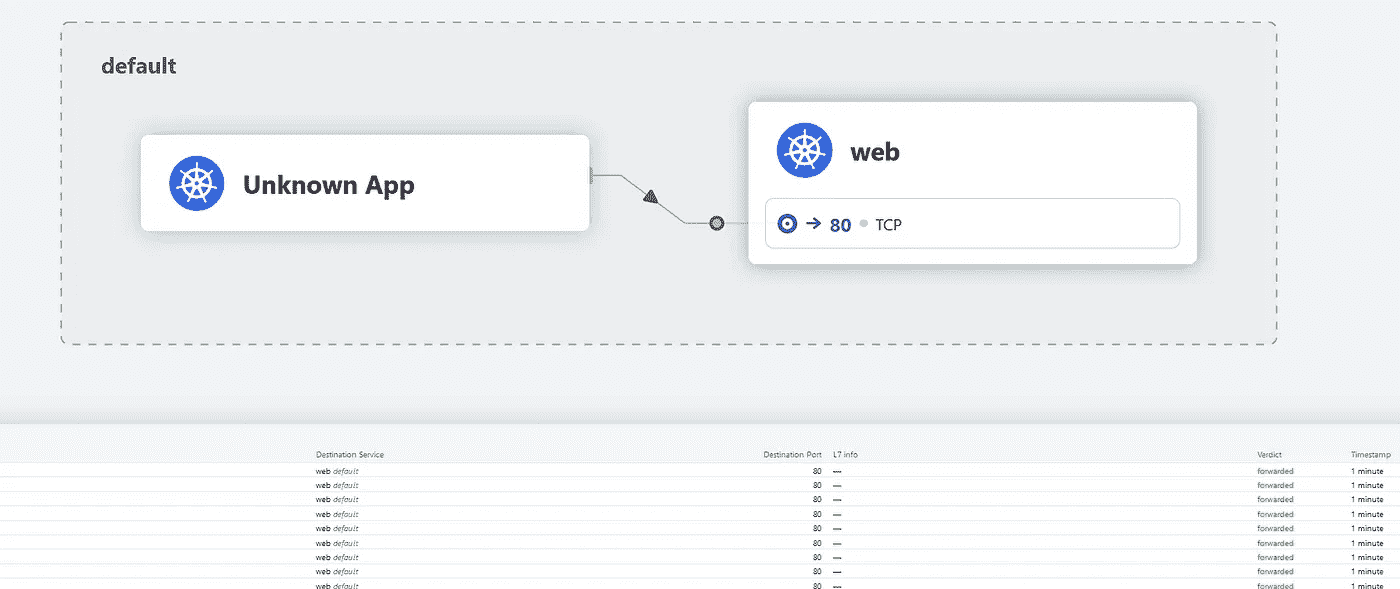 default
Unknown App
web
80 TCP
Destination Service Destination Port L7 info Verdict Timestamp
web default 80 — forwarded 1 minute
web default 80 — forwarded 1 minute
web default 80 — forwarded 1 minute
web default 80 — forwarded 1 minute
web default 80 — forwarded 1 minute
web default 80 — forwarded 1 minute
web default 80 — forwarded 1 minute
web default 80 — forwarded 1 minute
web default 80 — forwarded 1 minute